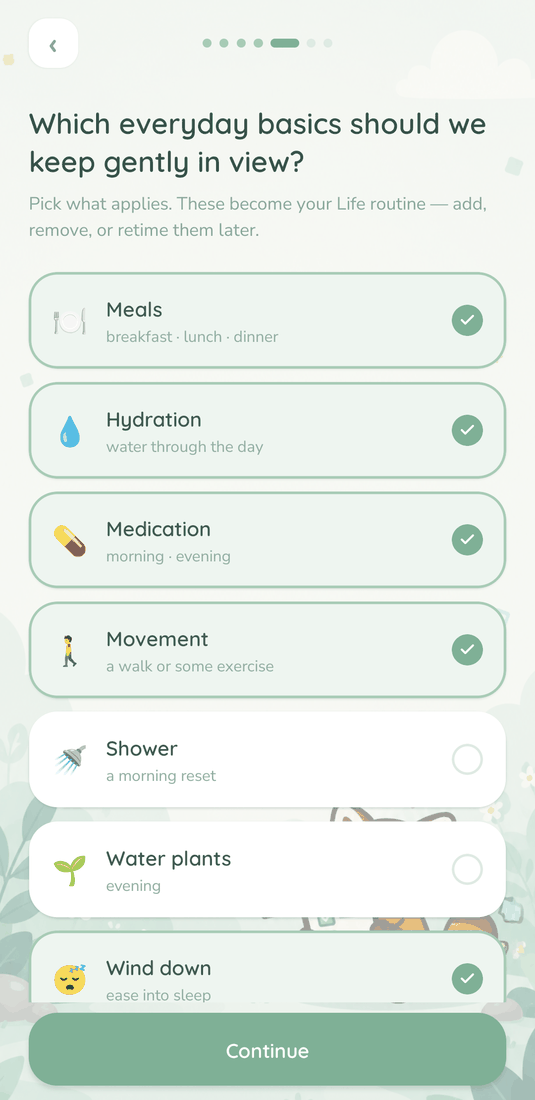 Which everyday basics should we
keep gently in view?
Pick what applies. These become your Life routine — add,
remove, or retime them later.
Meals
breakfast · lunch · dinner
Hydration
water through the day
Medication
morning · evening
Movement
a walk or some exercise
Shower
a morning reset
Water plants
evening
Wind down
ease into sleep
Continue